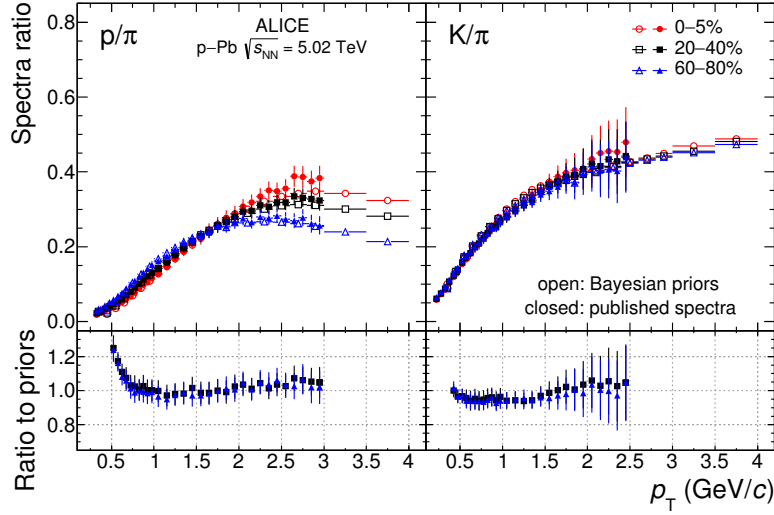 Spectra ratio
0.8
0.6
0.4
0.2
0.0
p/π
ALICE
p−Pb √sNN = 5.02 TeV
K/π
0−5%
20−40%
60−80%
open: Bayesian priors
closed: published spectra
Ratio to priors
1.2
1.0
0.8
0.5 1 1.5 2 2.5 3 3.5 4
0.5 1 1.5 2 2.5 3 3.5 4
pT (GeV/c)